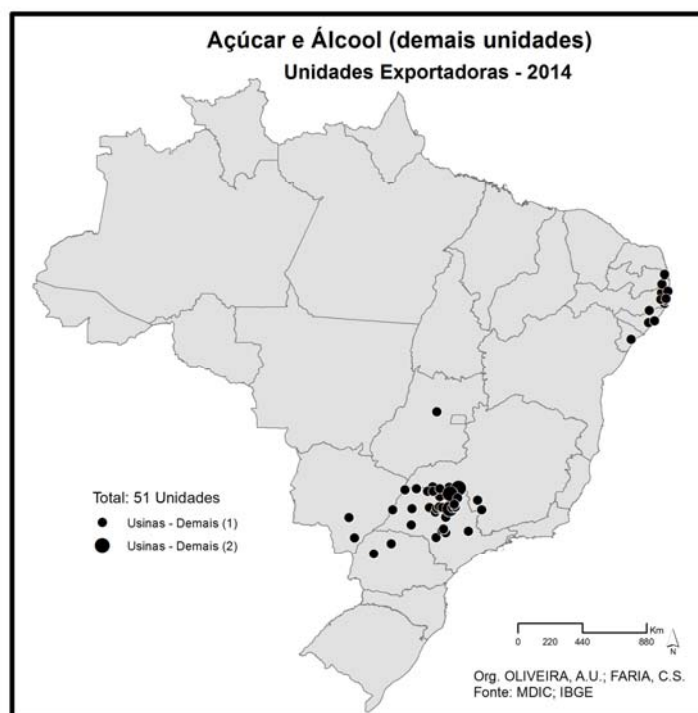 Açúcar e Álcool (demais unidades)
Unidades Exportadoras - 2014
Total: 51 Unidades
Usinas - Demais (1)
Usinas - Demais (2)
Km
0 220 440 880
N
Org. OLIVEIRA, A.U.; FARIA, C.S.
Fonte: MDIC; IBGE